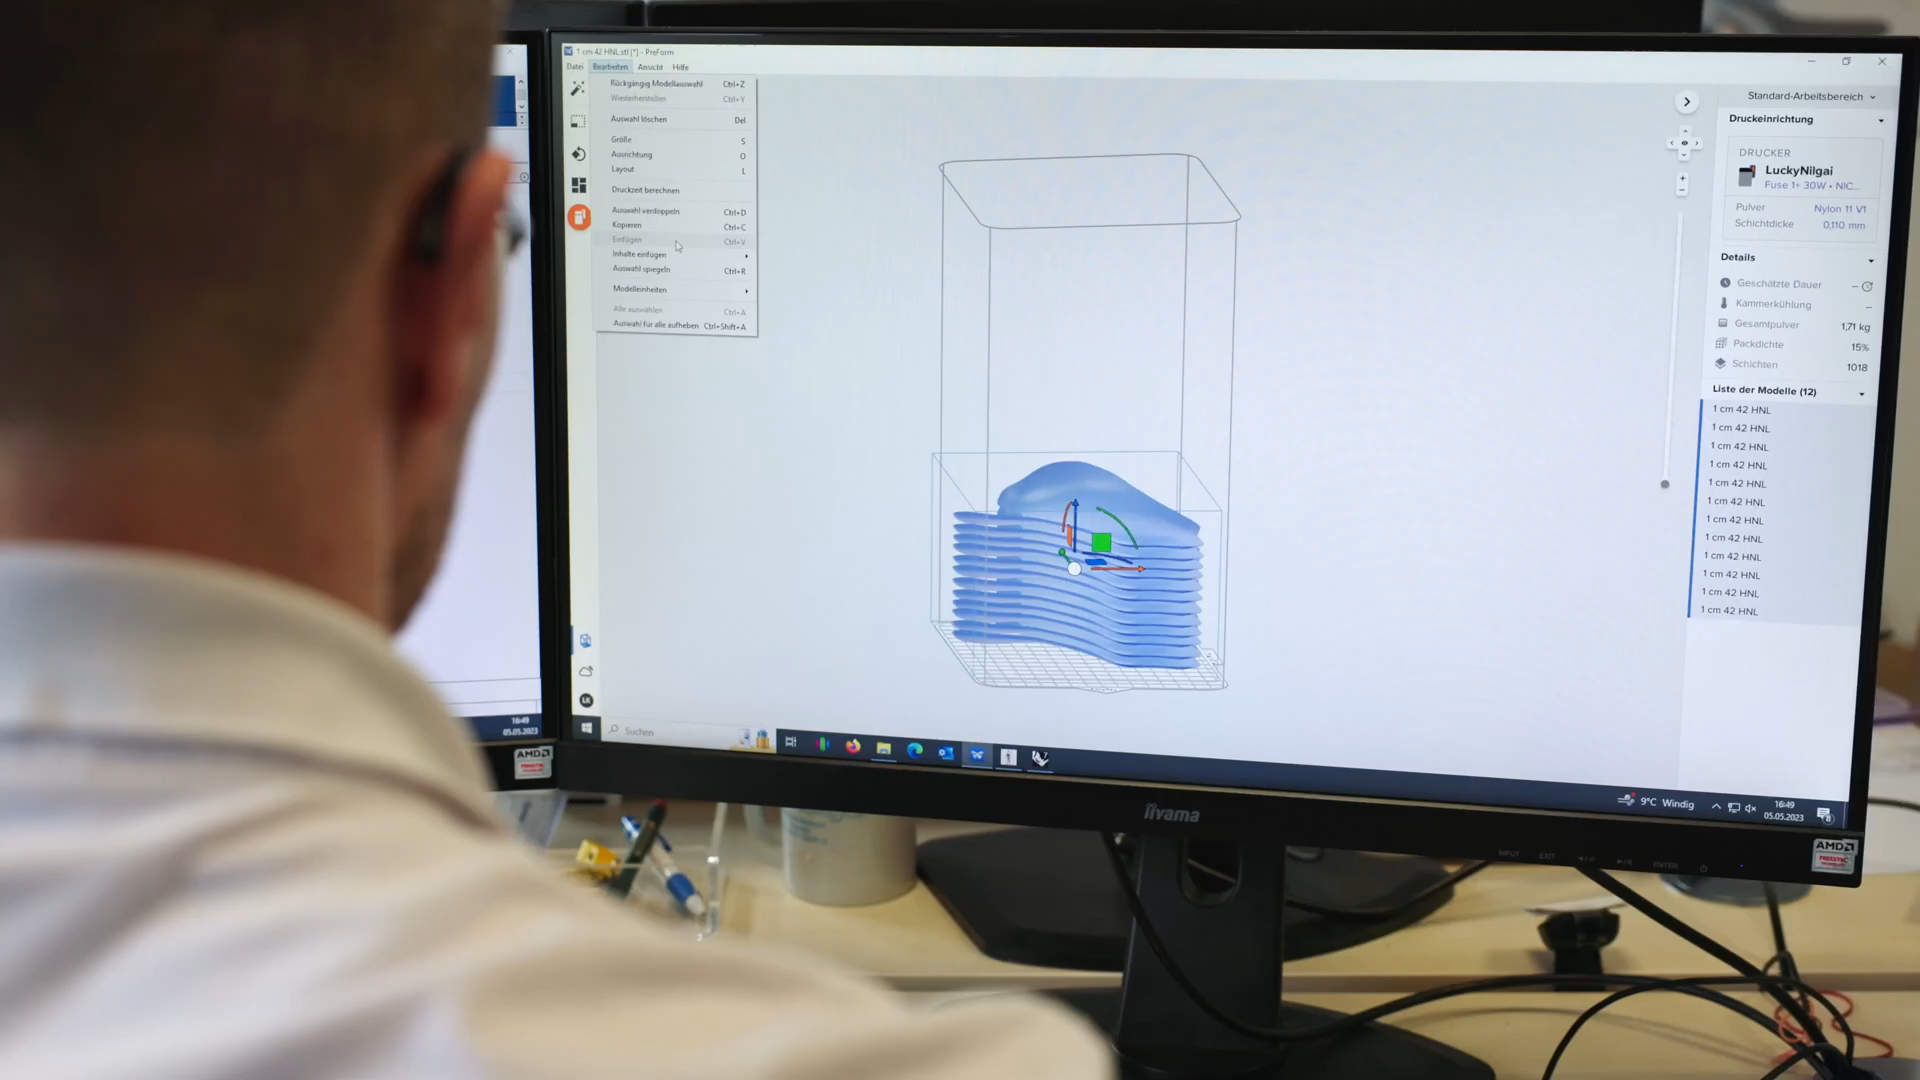 1 cm 42 HNL.stl [*] - PreForm
Datei Bearbeiten Ansicht Hilfe
Rückgängig Modellauswahl Ctrl+Z
Wiederherstellen Ctrl+Y
Auswahl löschen Del
Größe S
Ausrichtung O
Layout L
Druckzeit berechnen
Auswahl verdoppeln Ctrl+D
Kopieren Ctrl+C
Einfügen Ctrl+V
Inhalte einfügen
Auswahl spiegeln Ctrl+R
Modelleinheiten
Alle auswählen Ctrl+A
Auswahl für alle aufheben Ctrl+Shift+A
Standard-Arbeitsbereich
Druckeinrichtung
DRUCKER
LuckyNilgai
Fuse 1+ 30W • NIC...
Pulver Nylon 11 V1
Schichtdicke 0,110 mm
Details
Geschätzte Dauer –
Kammerkühlung –
Gesamtpulver 1,71 kg
Packdichte 15%
Schichten 1018
Liste der Modelle (12)
1 cm 42 HNL
1 cm 42 HNL
1 cm 42 HNL
1 cm 42 HNL
1 cm 42 HNL
1 cm 42 HNL
1 cm 42 HNL
1 cm 42 HNL
1 cm 42 HNL
1 cm 42 HNL
1 cm 42 HNL
1 cm 42 HNL
Suchen
9°C Windig
16:49
05.05.2023
16:49
05.05.2023
AMD
iiyama
INPUT EXIT ENTER
AMD